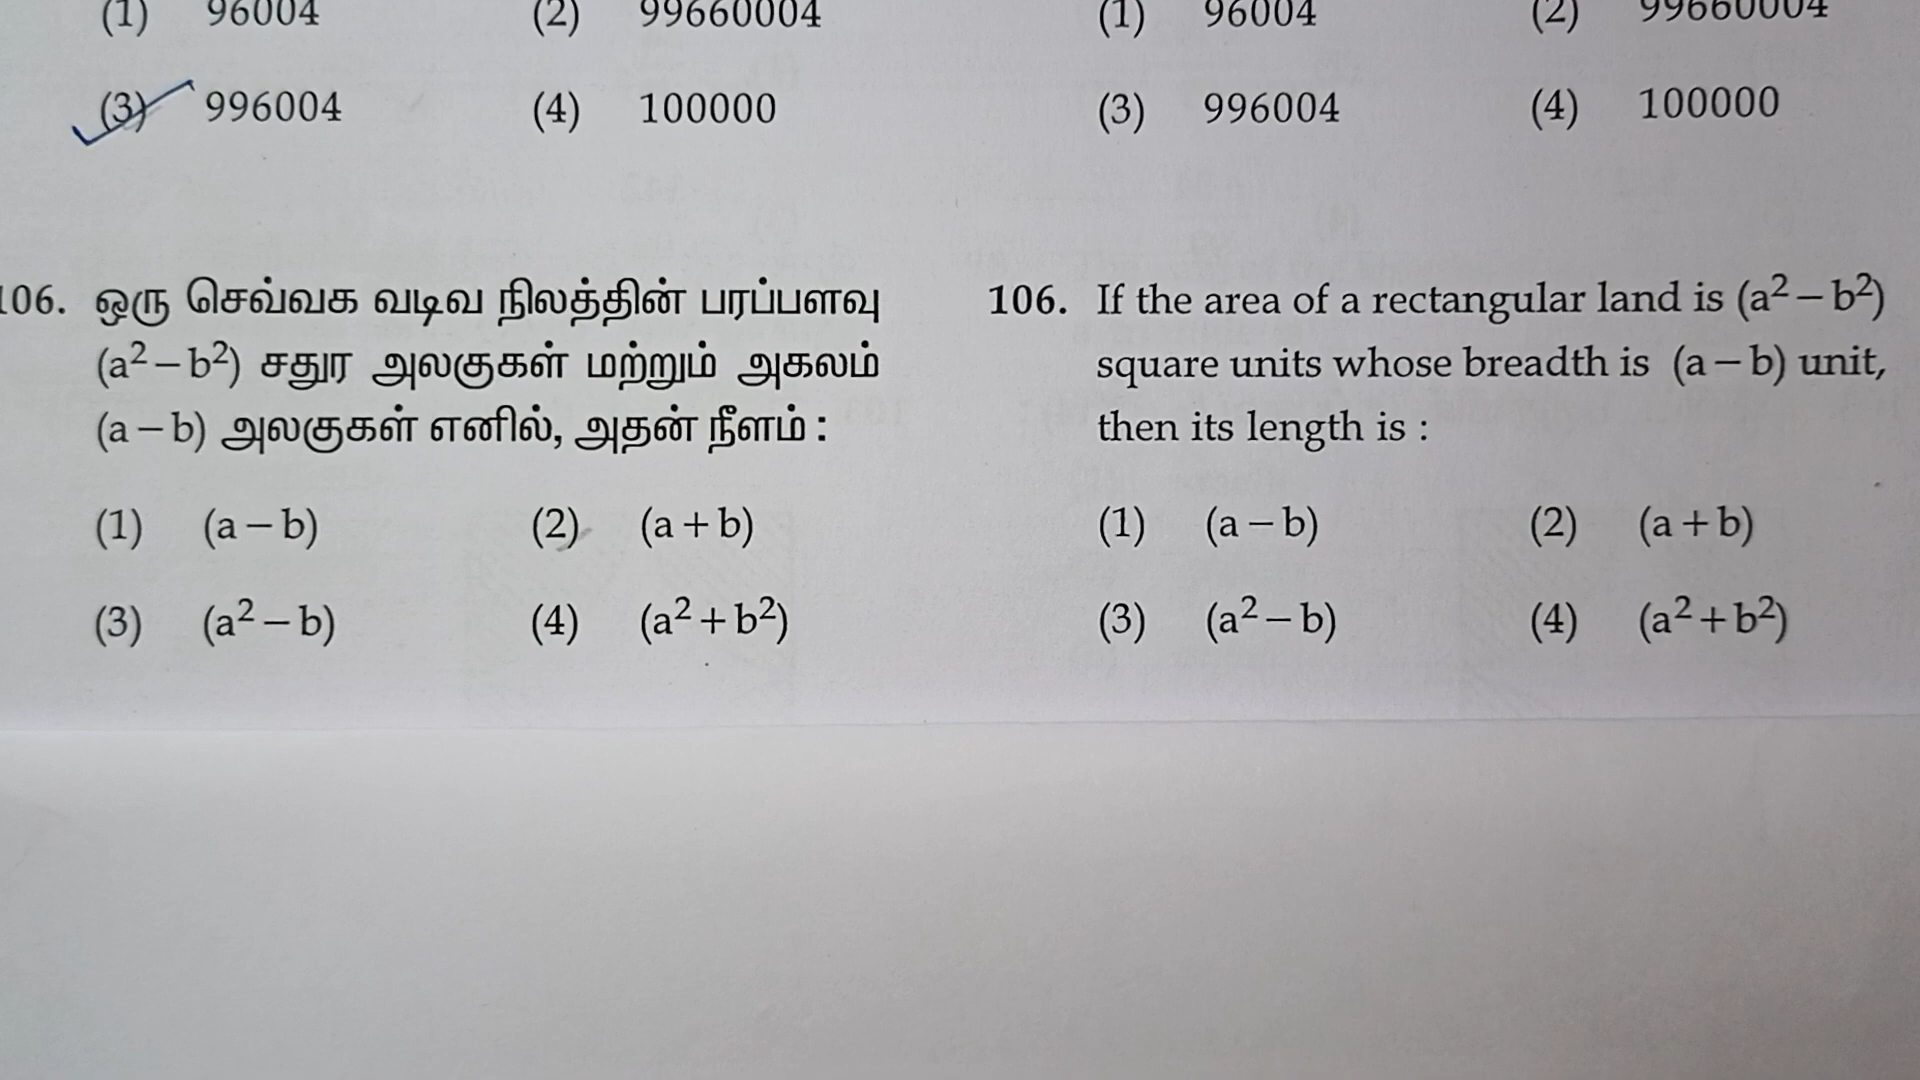 (1) 96004 (2) 99660004
(3) 996004 (4) 100000
106. ஒரு செவ்வக வடிவ நிலத்தின் பரப்பளவு
(a² – b²) சதுர அலகுகள் மற்றும் அகலம்
(a – b) அலகுகள் எனில், அதன் நீளம் :
(1) (a – b) (2) (a + b)
(3) (a² – b) (4) (a² + b²)
(1) 96004 (2) 99660004
(3) 996004 (4) 100000
106. If the area of a rectangular land is (a² – b²)
square units whose breadth is (a – b) unit,
then its length is :
(1) (a – b) (2) (a + b)
(3) (a² – b) (4) (a² + b²)